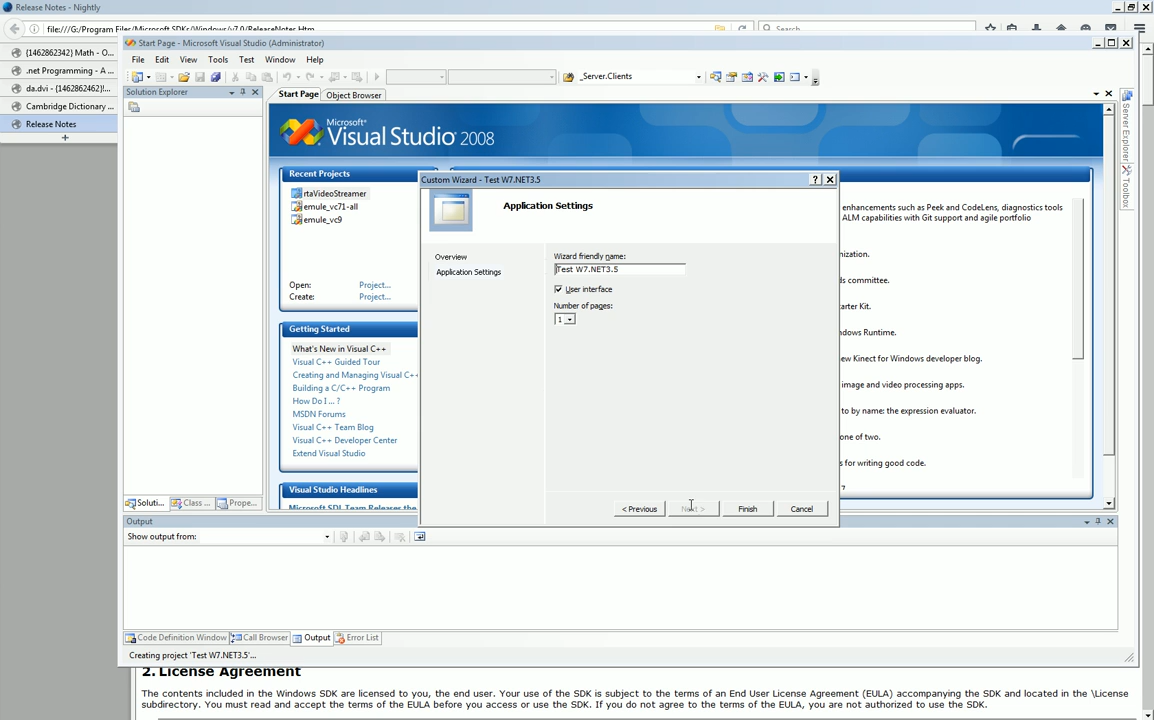 Release Notes - Nightly
file:///G:/Program Files/Microsoft SDKs/Windows/v7.0/ReleaseNotes.Htm
Search
{1462862342} Math - O...
.net Programming - A ...
da.dvi - {1462862462}!...
Cambridge Dictionary ...
Release Notes
Start Page - Microsoft Visual Studio (Administrator)
File Edit View Tools Test Window Help
_Server.Clients
Solution Explorer
Start Page Object Browser
Microsoft®
Visual Studio 2008
Recent Projects
rtaVideoStreamer
emule_vc71-all
emule_vc9
Open: Project...
Create: Project...
Getting Started
What's New in Visual C++
Visual C++ Guided Tour
Creating and Managing Visual C++
Building a C/C++ Program
How Do I ... ?
MSDN Forums
Visual C++ Team Blog
Visual C++ Developer Center
Extend Visual Studio
Visual Studio Headlines
Microsoft SDL Team Releases the
Custom Wizard - Test W7.NET3.5
Application Settings
Overview
Application Settings
Wizard friendly name:
Test W7.NET3.5
User interface
Number of pages:
1
< Previous
Next >
Finish
Cancel
enhancements such as Peek and CodeLens, diagnostics tools
ALM capabilities with Git support and agile portfolio
nization.
ds committee.
arter Kit.
ndows Runtime.
ew Kinect for Windows developer blog.
image and video processing apps.
to by name: the expression evaluator.
one of two.
s for writing good code.
Server Explorer
Toolbox
Soluti... Class ... Prope...
Output
Show output from:
Code Definition Window Call Browser Output Error List
Creating project 'Test W7.NET3.5'...
2. License Agreement
The contents included in the Windows SDK are licensed to you, the end user. Your use of the SDK is subject to the terms of an End User License Agreement (EULA) accompanying the SDK and located in the \License
subdirectory. You must read and accept the terms of the EULA before you access or use the SDK. If you do not agree to the terms of the EULA, you are not authorized to use the SDK.